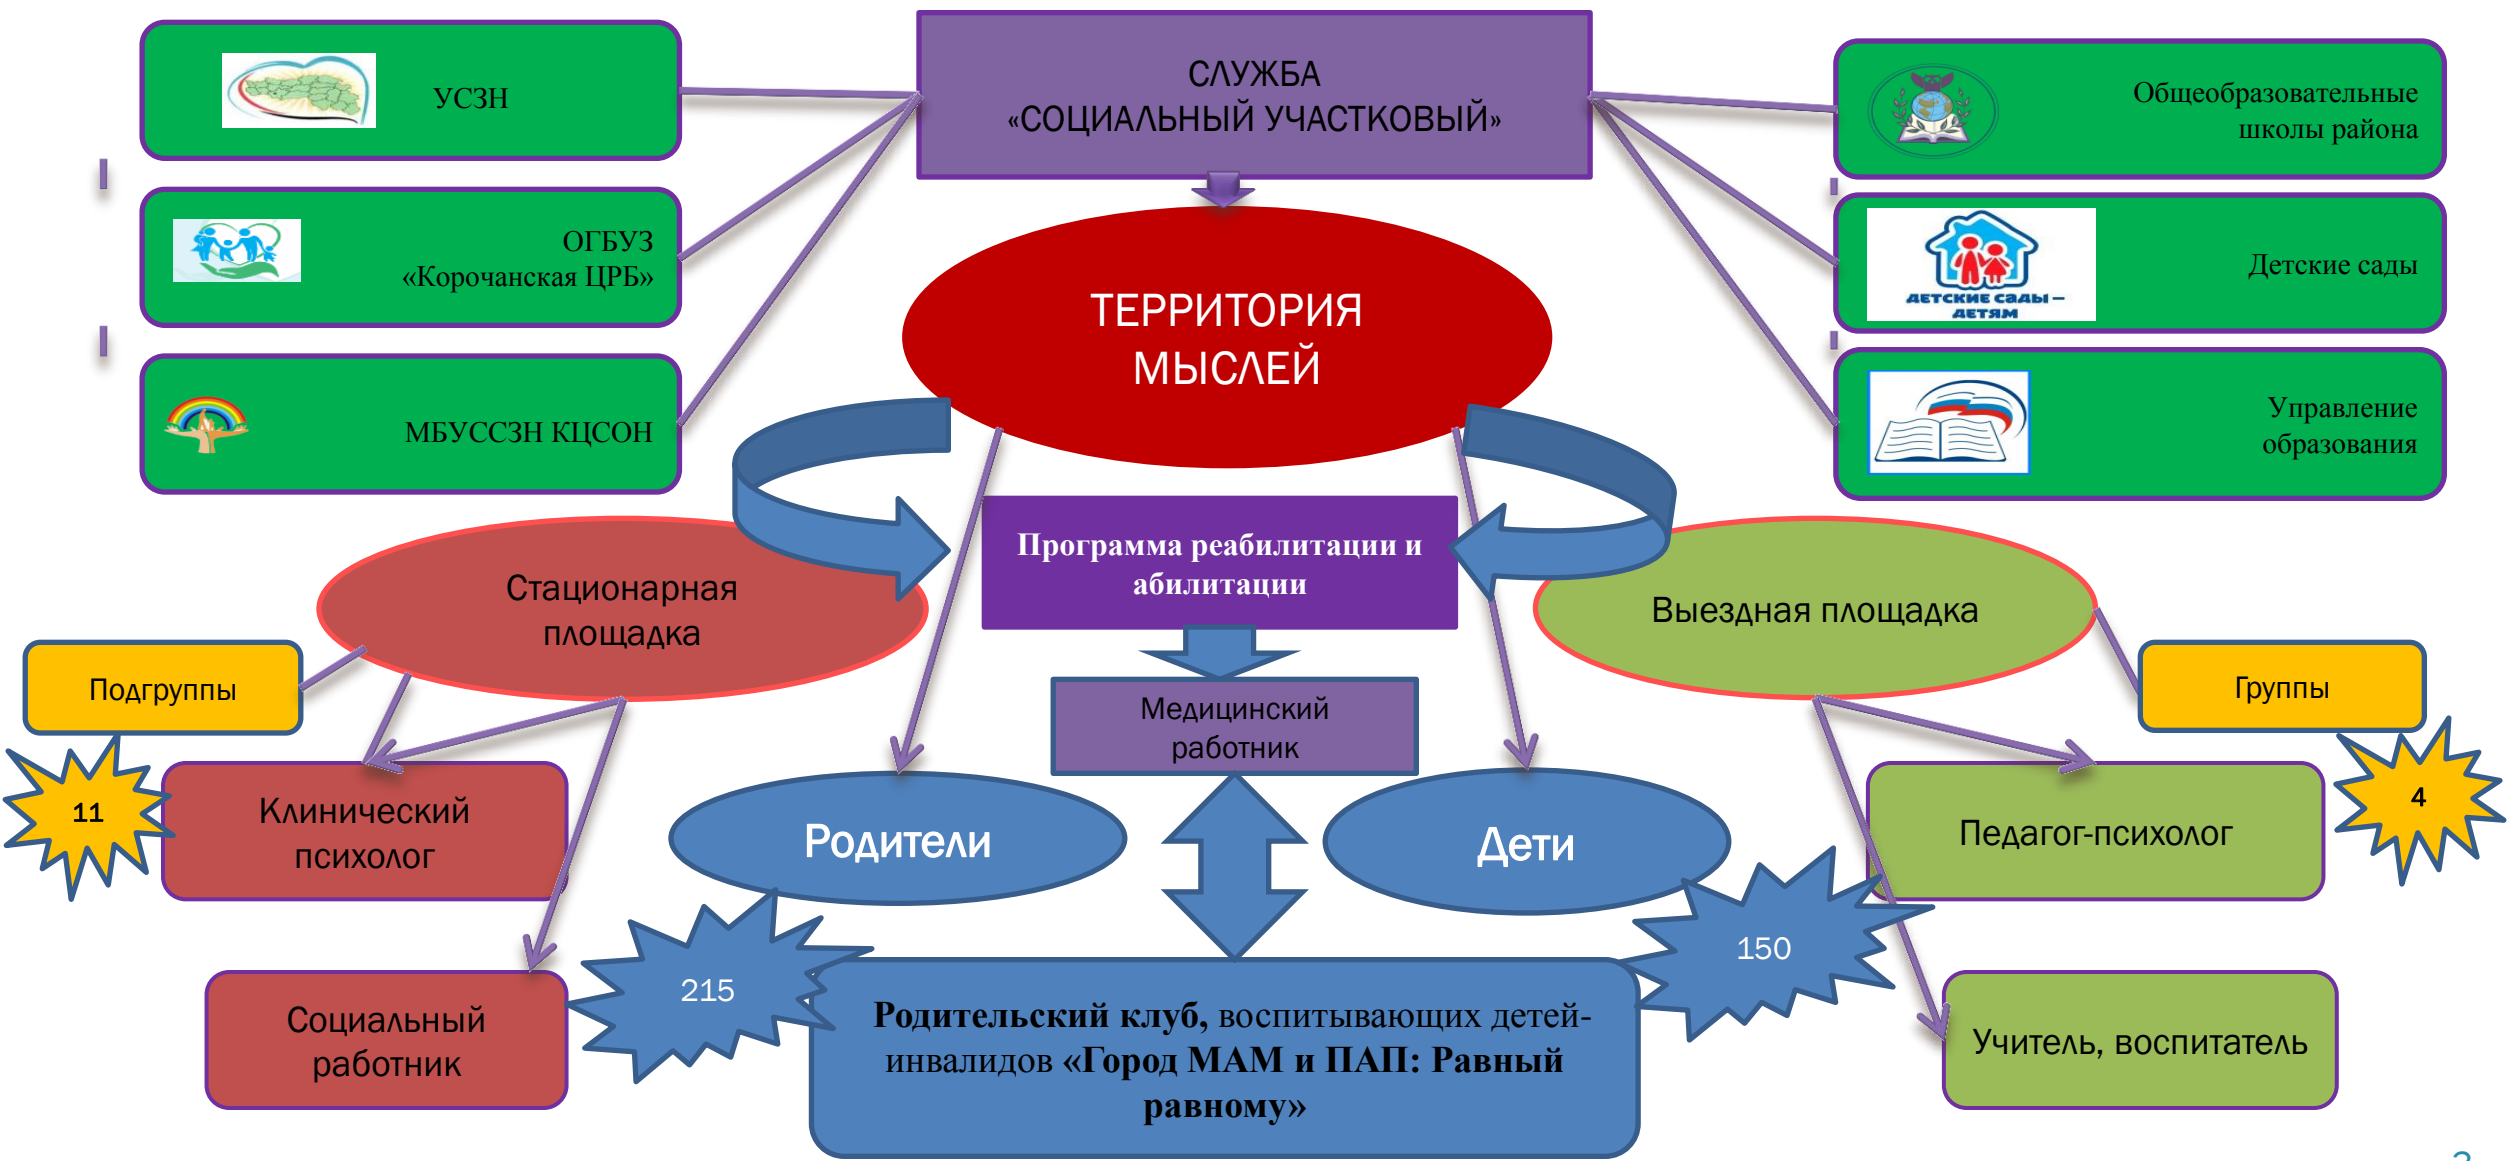 СЛУЖБА
«СОЦИАЛЬНЫЙ УЧАСТКОВЫЙ»
УСЗН
ОГБУЗ
«Корочанская ЦРБ»
МБУССЗН КЦСОН
Общеобразовательные
школы района
ДЕТСКИЕ САДЫ –
ДЕТЯМ
Детские сады
Управление
образования
ТЕРРИТОРИЯ
МЫСЛЕЙ
Программа реабилитации и
абилитации
Стационарная
площадка
Выездная площадка
Подгруппы
11
Группы
4
Медицинский
работник
Клинический
психолог
Родители
Дети
Педагог-психолог
215
150
Социальный
работник
Родительский клуб, воспитывающих детей-
инвалидов «Город МАМ и ПАП: Равный
равному»
Учитель, воспитатель